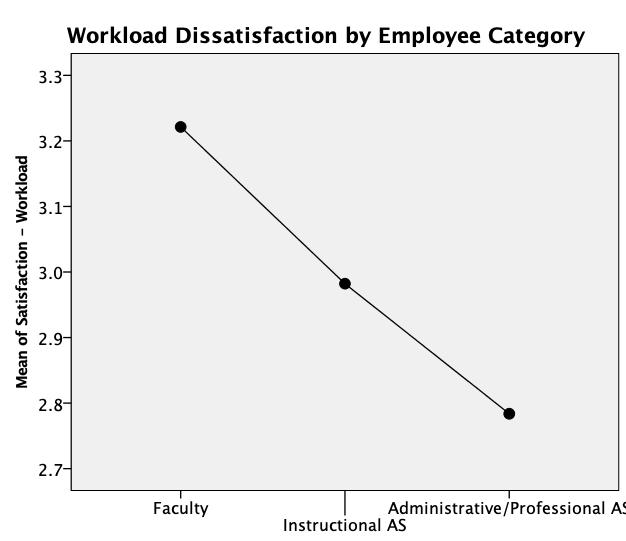 Workload Dissatisfaction by Employee Category
Mean of Satisfaction – Workload
3.3
3.2
3.1
3.0
2.9
2.8
2.7
Faculty
Instructional AS
Administrative/Professional AS